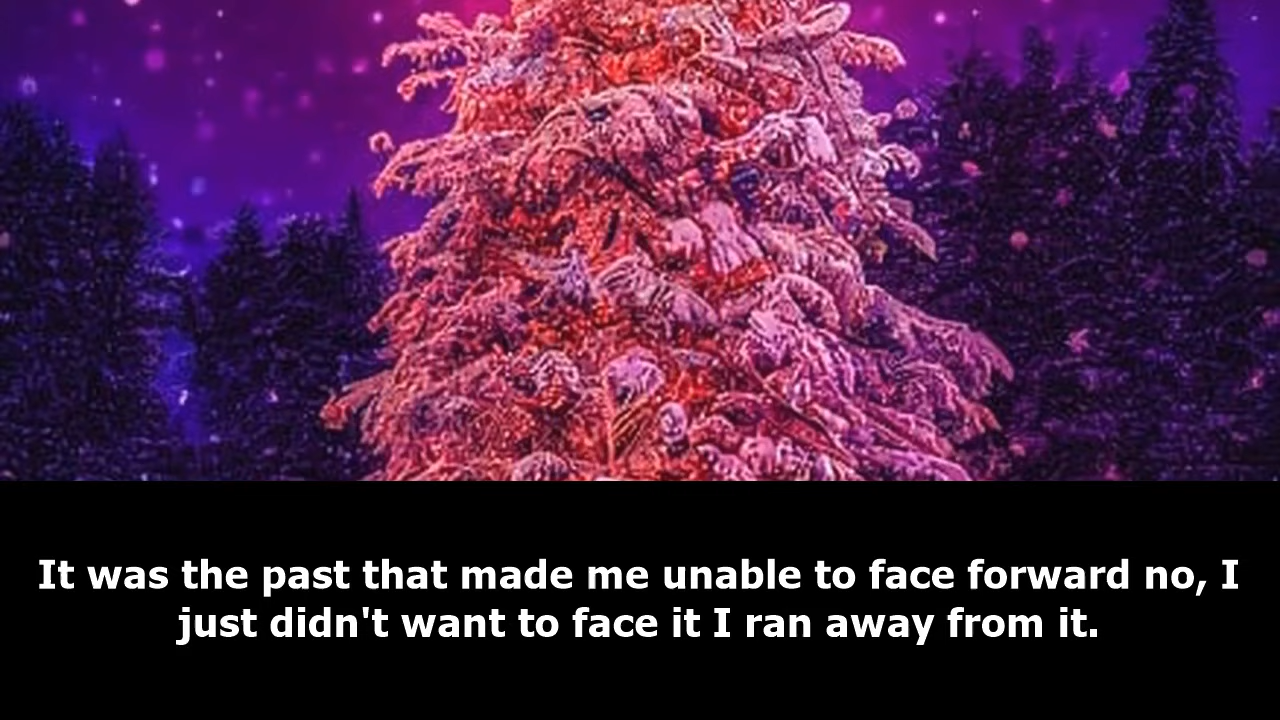 It was the past that made me unable to face forward no, I
just didn't want to face it I ran away from it.